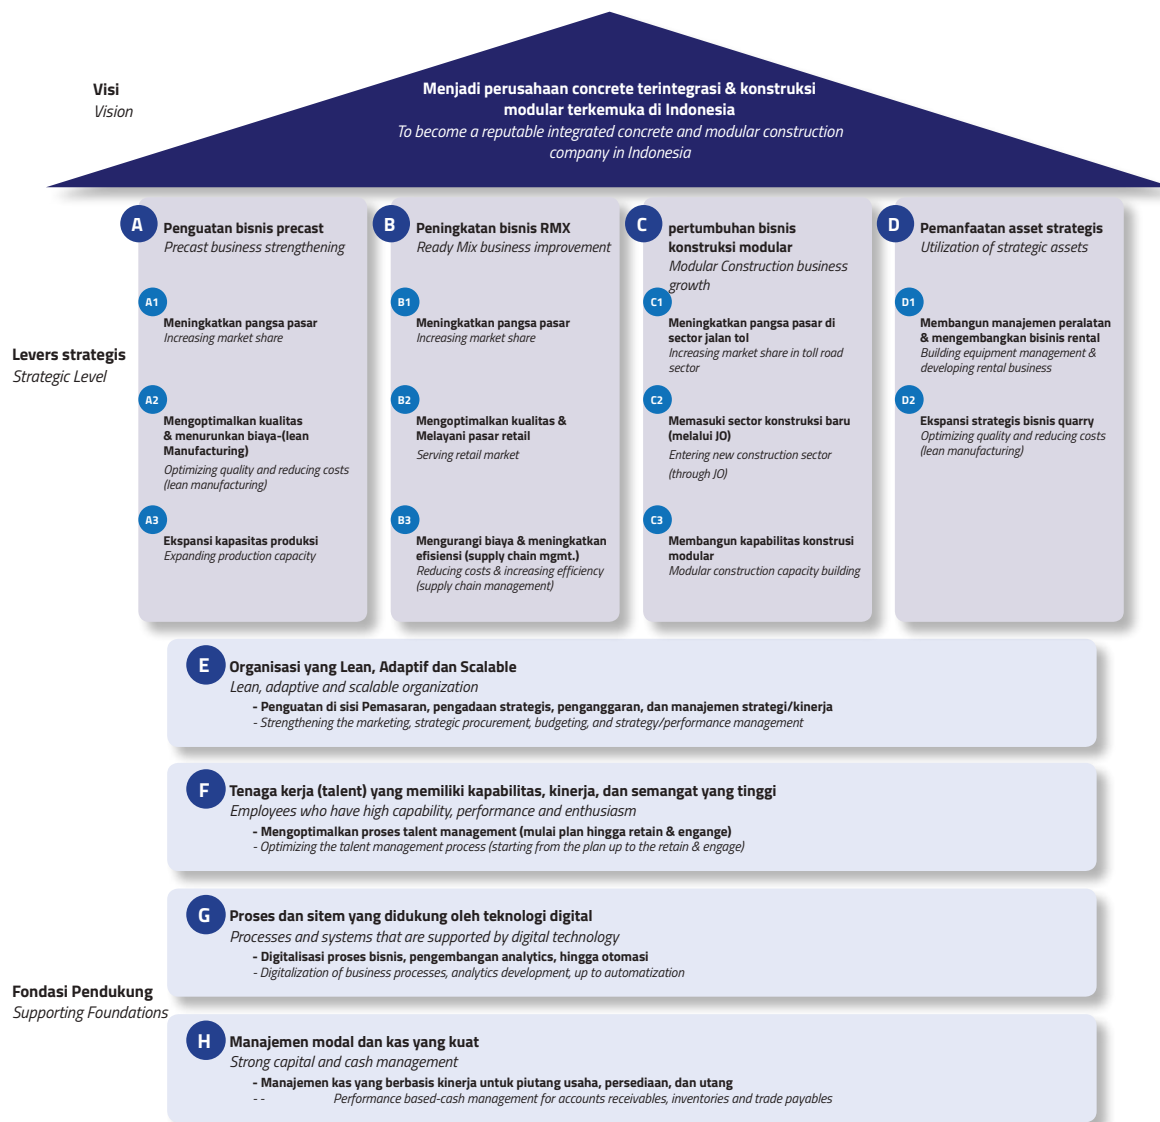 Visi
Vision
Menjadi perusahaan concrete terintegrasi & konstruksi
modular terkemuka di Indonesia
To become a reputable integrated concrete and modular construction
company in Indonesia
Levers strategis
Strategic Level
A
Penguatan bisnis precast
Precast business strengthening
A1
Meningkatkan pangsa pasar
Increasing market share
A2
Mengoptimalkan kualitas
& menurunkan biaya-(lean
Manufacturing)
Optimizing quality and reducing costs
(lean manufacturing)
A3
Ekspansi kapasitas produksi
Expanding production capacity
B
Peningkatan bisnis RMX
Ready Mix business improvement
B1
Meningkatkan pangsa pasar
Increasing market share
B2
Mengoptimalkan kualitas &
Melayani pasar retail
Serving retail market
B3
Mengurangi biaya & meningkatkan
efisiensi (supply chain mgmt.)
Reducing costs & increasing efficiency
(supply chain management)
C
pertumbuhan bisnis
konstruksi modular
Modular Construction business
growth
C1
Meningkatkan pangsa pasar di
sector jalan tol
Increasing market share in toll road
sector
C2
Memasuki sector konstruksi baru
(melalui JO)
Entering new construction sector
(through JO)
C3
Membangun kapabilitas konstrusi
modular
Modular construction capacity building
D
Pemanfaatan asset strategis
Utilization of strategic assets
D1
Membangun manajemen peralatan
& mengembangkan bisinis rental
Building equipment management &
developing rental business
D2
Ekspansi strategis bisnis quarry
Optimizing quality and reducing costs
(lean manufacturing)
Fondasi Pendukung
Supporting Foundations
E
Organisasi yang Lean, Adaptif dan Scalable
Lean, adaptive and scalable organization
- Penguatan di sisi Pemasaran, pengadaan strategis, penganggaran, dan manajemen strategi/kinerja
- Strengthening the marketing, strategic procurement, budgeting, and strategy/performance management
F
Tenaga kerja (talent) yang memiliki kapabilitas, kinerja, dan semangat yang tinggi
Employees who have high capability, performance and enthusiasm
- Mengoptimalkan proses talent management (mulai plan hingga retain & engange)
- Optimizing the talent management process (starting from the plan up to the retain & engage)
G
Proses dan sitem yang didukung oleh teknologi digital
Processes and systems that are supported by digital technology
- Digitalisasi proses bisnis, pengembangan analytics, hingga otomasi
- Digitalization of business processes, analytics development, up to automatization
H
Manajemen modal dan kas yang kuat
Strong capital and cash management
- Manajemen kas yang berbasis kinerja untuk piutang usaha, persediaan, dan utang
- - Performance based-cash management for accounts receivables, inventories and trade payables